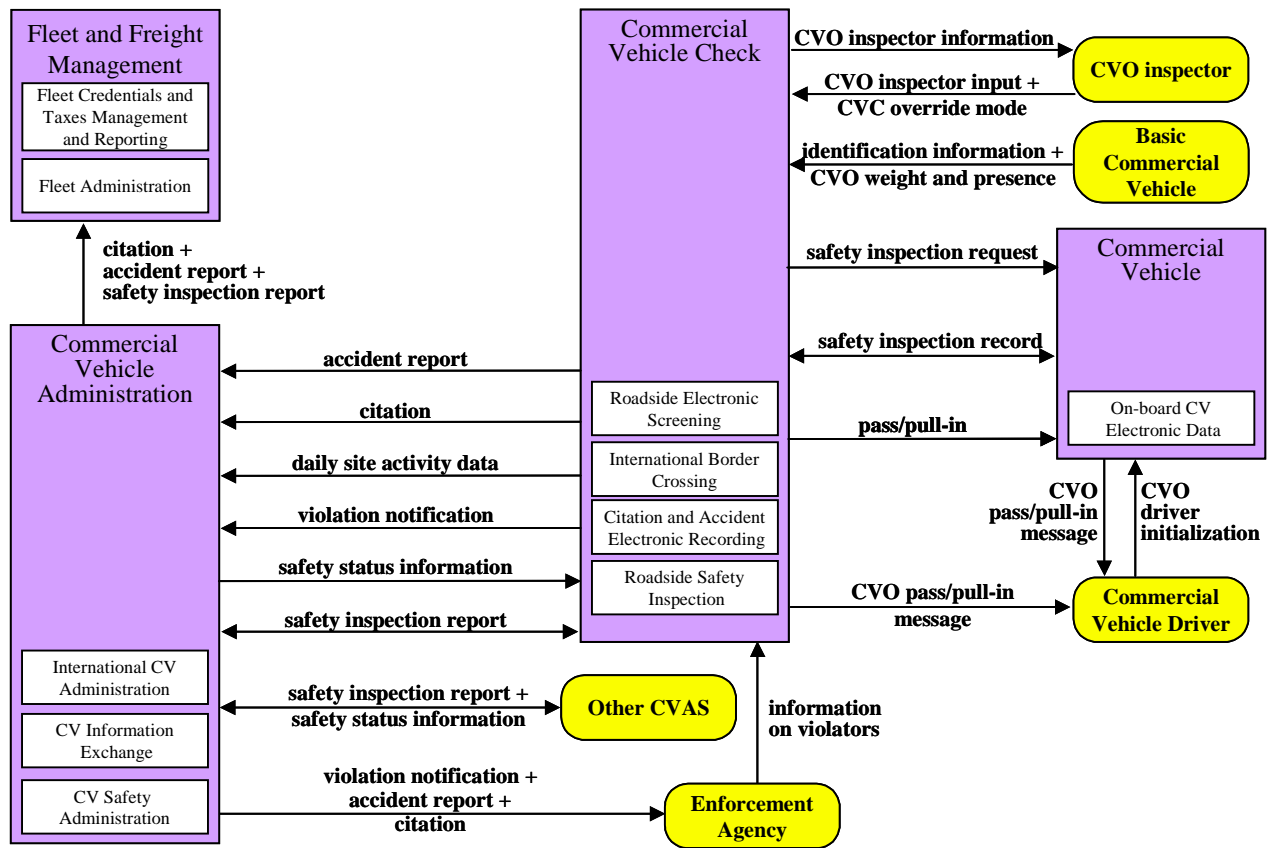 Fleet and Freight
Management
Fleet Credentials and
Taxes Management
and Reporting
Fleet Administration
citation +
accident report +
safety inspection report
Commercial
Vehicle
Administration
International CV
Administration
CV Information
Exchange
CV Safety
Administration
accident report
citation
daily site activity data
violation notification
safety status information
safety inspection report
safety inspection report +
safety status information
violation notification +
accident report +
citation
Commercial
Vehicle Check
Roadside Electronic
Screening
International Border
Crossing
Citation and Accident
Electronic Recording
Roadside Safety
Inspection
Other CVAS
Enforcement
Agency
information
on violators
CVO inspector information
CVO inspector input +
CVC override mode
identification information +
CVO weight and presence
safety inspection request
safety inspection record
pass/pull-in
CVO pass/pull-in
message
CVO inspector
Basic
Commercial
Vehicle
Commercial
Vehicle
On-board CV
Electronic Data
CVO
pass/pull-in
message
CVO
driver
initialization
Commercial
Vehicle Driver